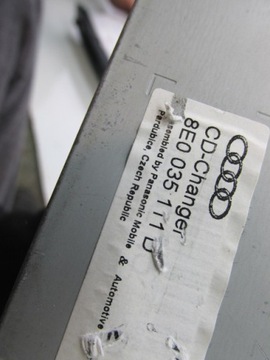 CD-Changer
8E0 035 111 D
Assembled by Panasonic Mobile & Automotive
Pardubice, Czech Republic